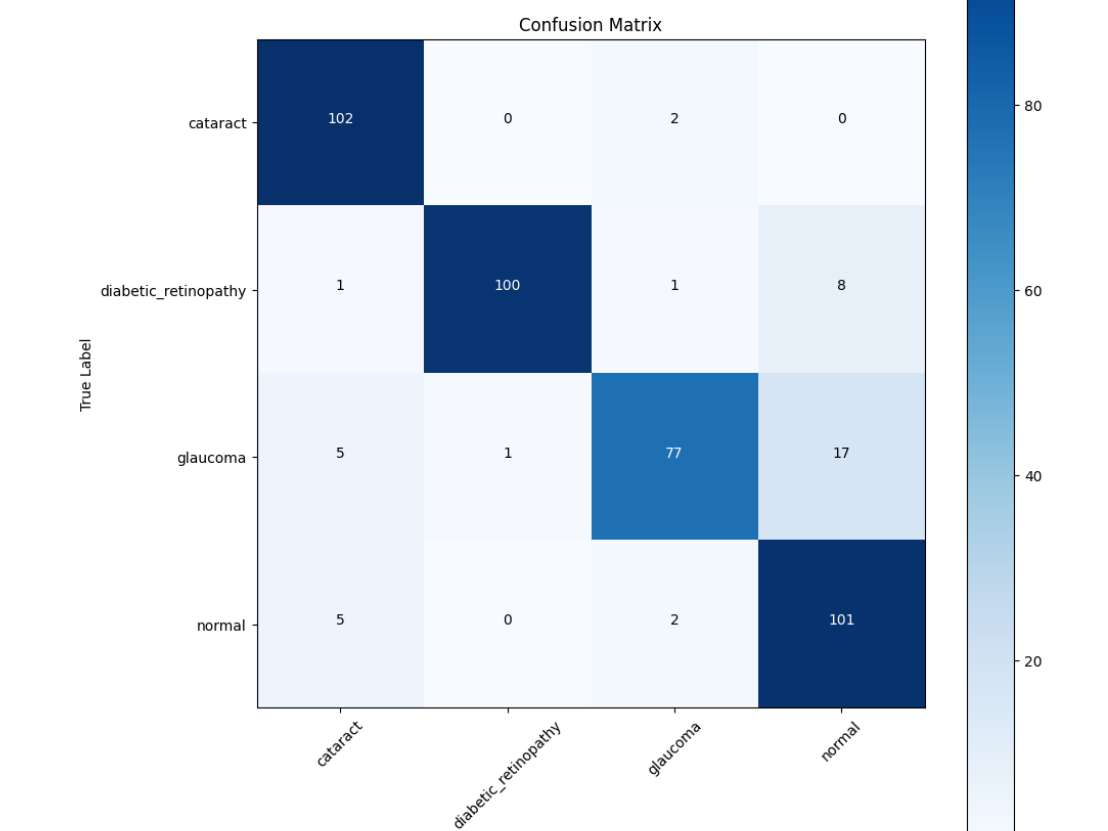 Confusion Matrix
True Label
cataract 102 0 2 0
diabetic_retinopathy 1 100 1 8
glaucoma 5 1 77 17
normal 5 0 2 101
cataract diabetic_retinopathy glaucoma normal
80
60
40
20